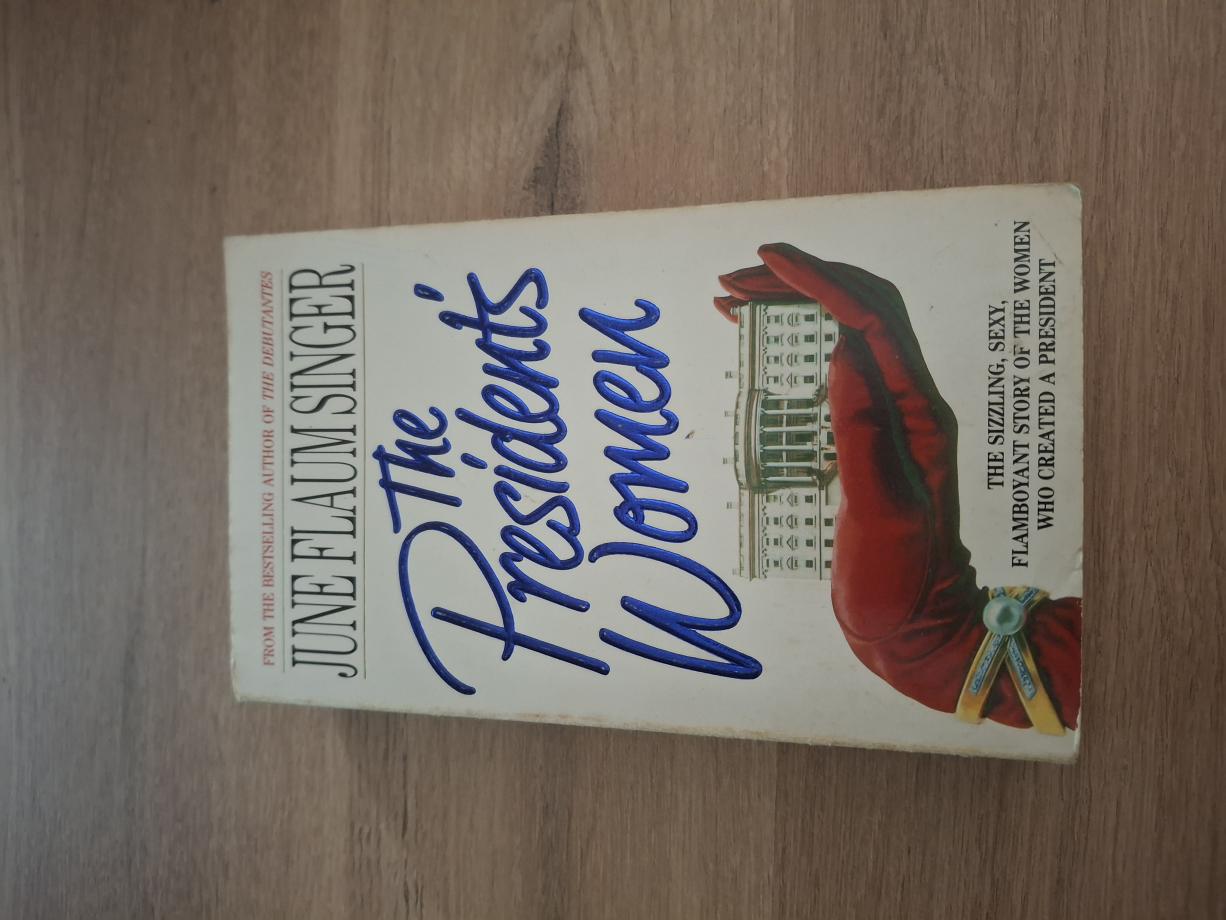 FROM THE BESTSELLING AUTHOR OF THE DEBUTANTES
JUNE FLAUM SINGER
The
President's
Women
THE SIZZLING, SEXY,
FLAMBOYANT STORY OF THE WOMEN
WHO CREATED A PRESIDENT